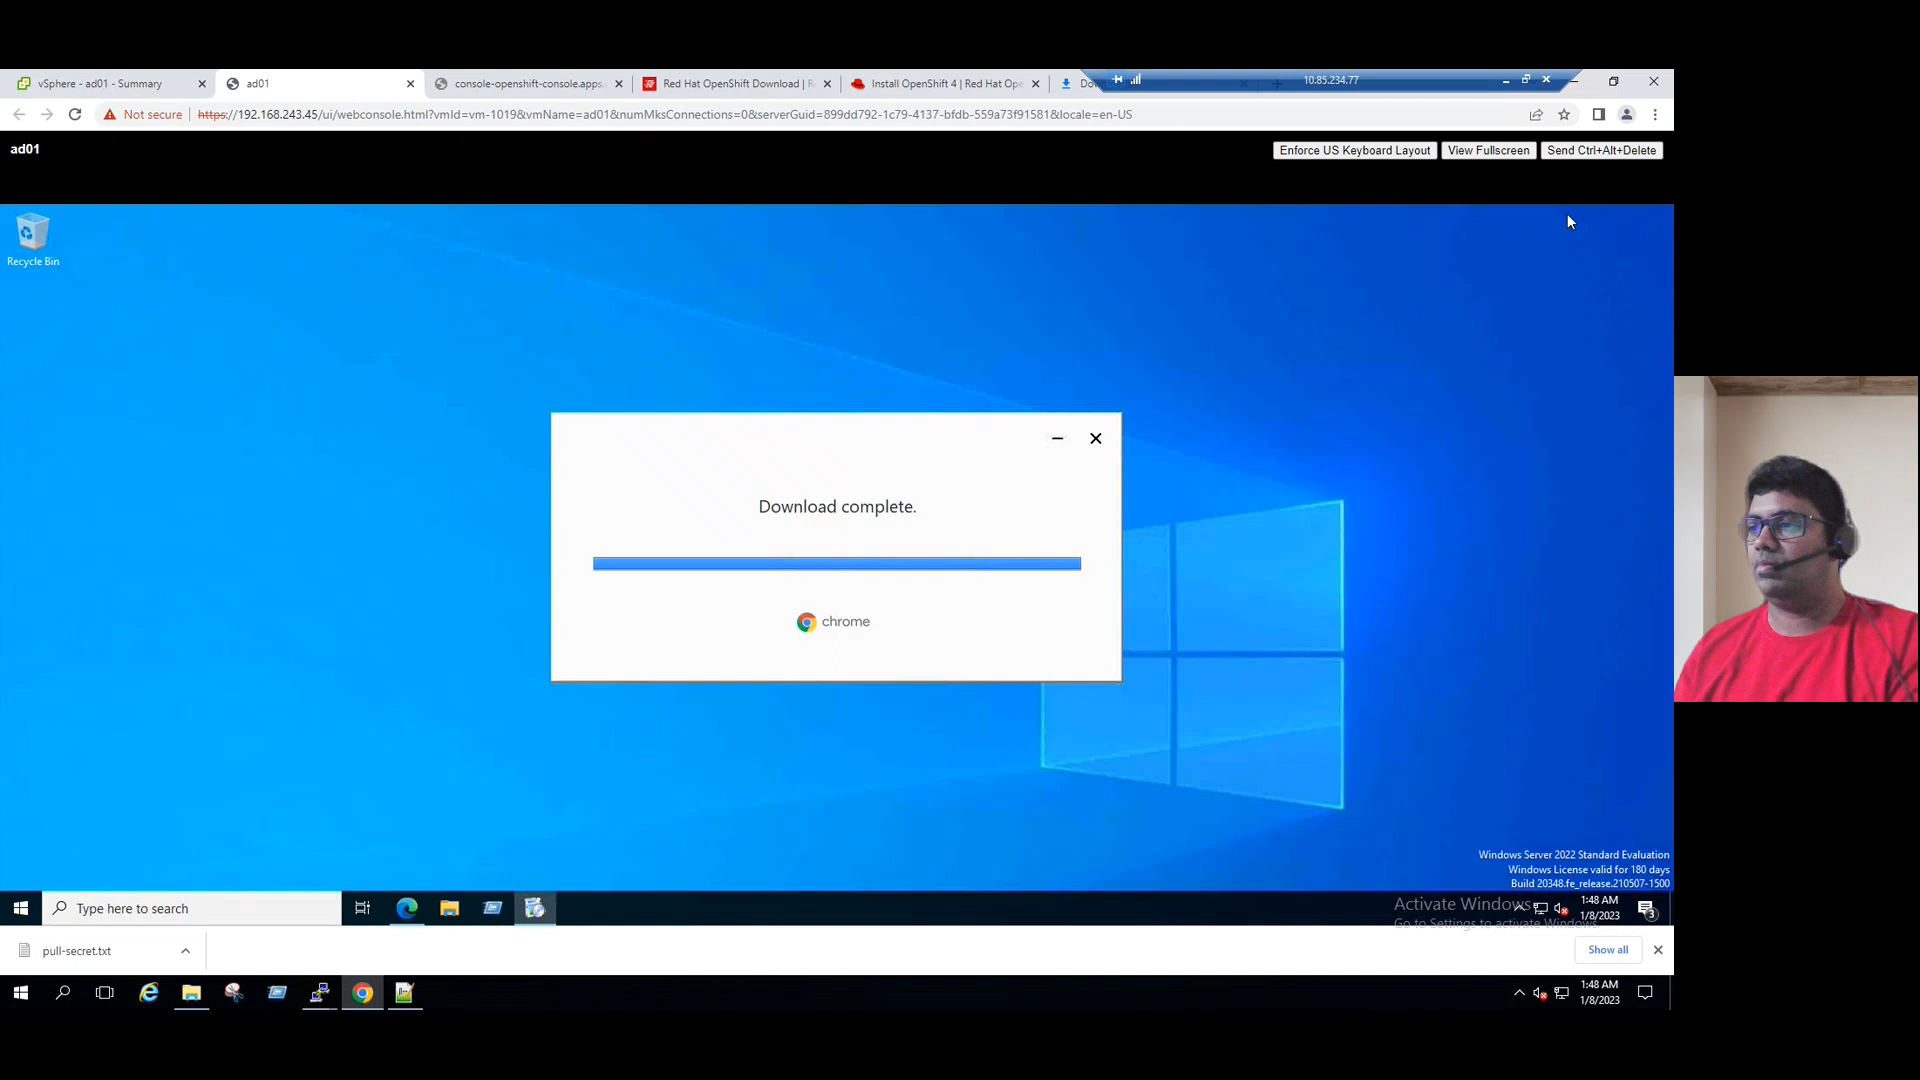 vSphere - ad01 - Summary
ad01
console-openshift-console.apps.
Red Hat OpenShift Download | R
Install OpenShift 4 | Red Hat Ope
10.85.234.77
Not secure
https://192.168.243.45/ui/webconsole.html?vmId=vm-1019&vmName=ad01&numMksConnections=0&serverGuid=899dd792-1c79-4137-bfdb-559a73f91581&locale=en-US
ad01
Enforce US Keyboard Layout
View Fullscreen
Send Ctrl+Alt+Delete
Recycle Bin
Download complete.
chrome
Windows Server 2022 Standard Evaluation
Windows License valid for 180 days
Build 20348.fe_release.210507-1500
Type here to search
Activate Windows
Go to Settings to activate Windows.
1:48 AM
1/8/2023
3
pull-secret.txt
Show all
1:48 AM
1/8/2023